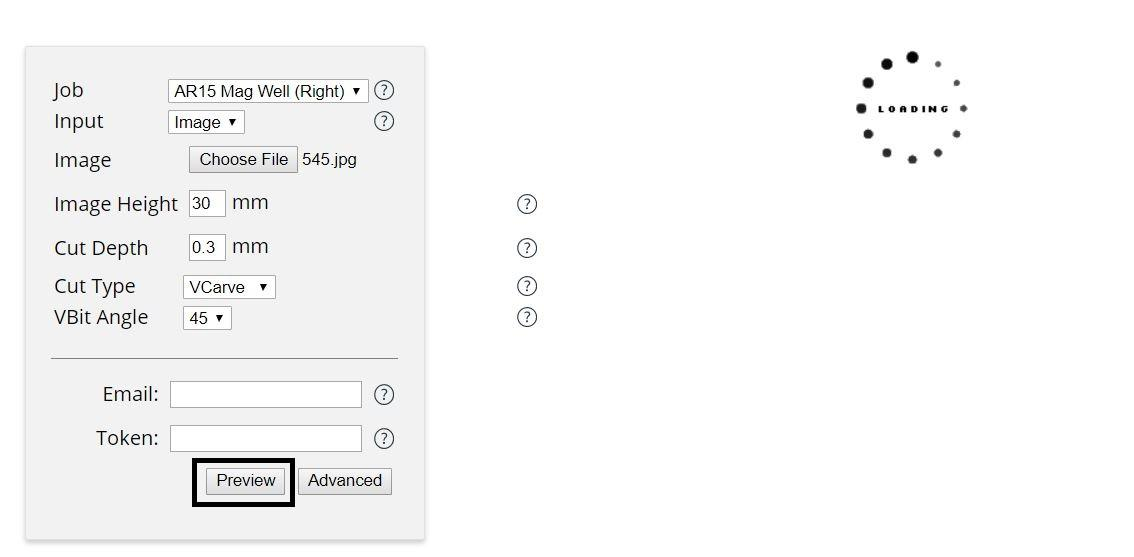 Job AR15 Mag Well (Right) ▼ ?
Input Image ▼ ?
Image Choose File 545.jpg
Image Height 30 mm ?
Cut Depth 0.3 mm ?
Cut Type VCarve ▼ ?
VBit Angle 45 ▼ ?
Email: ?
Token: ?
Preview Advanced
LOADING